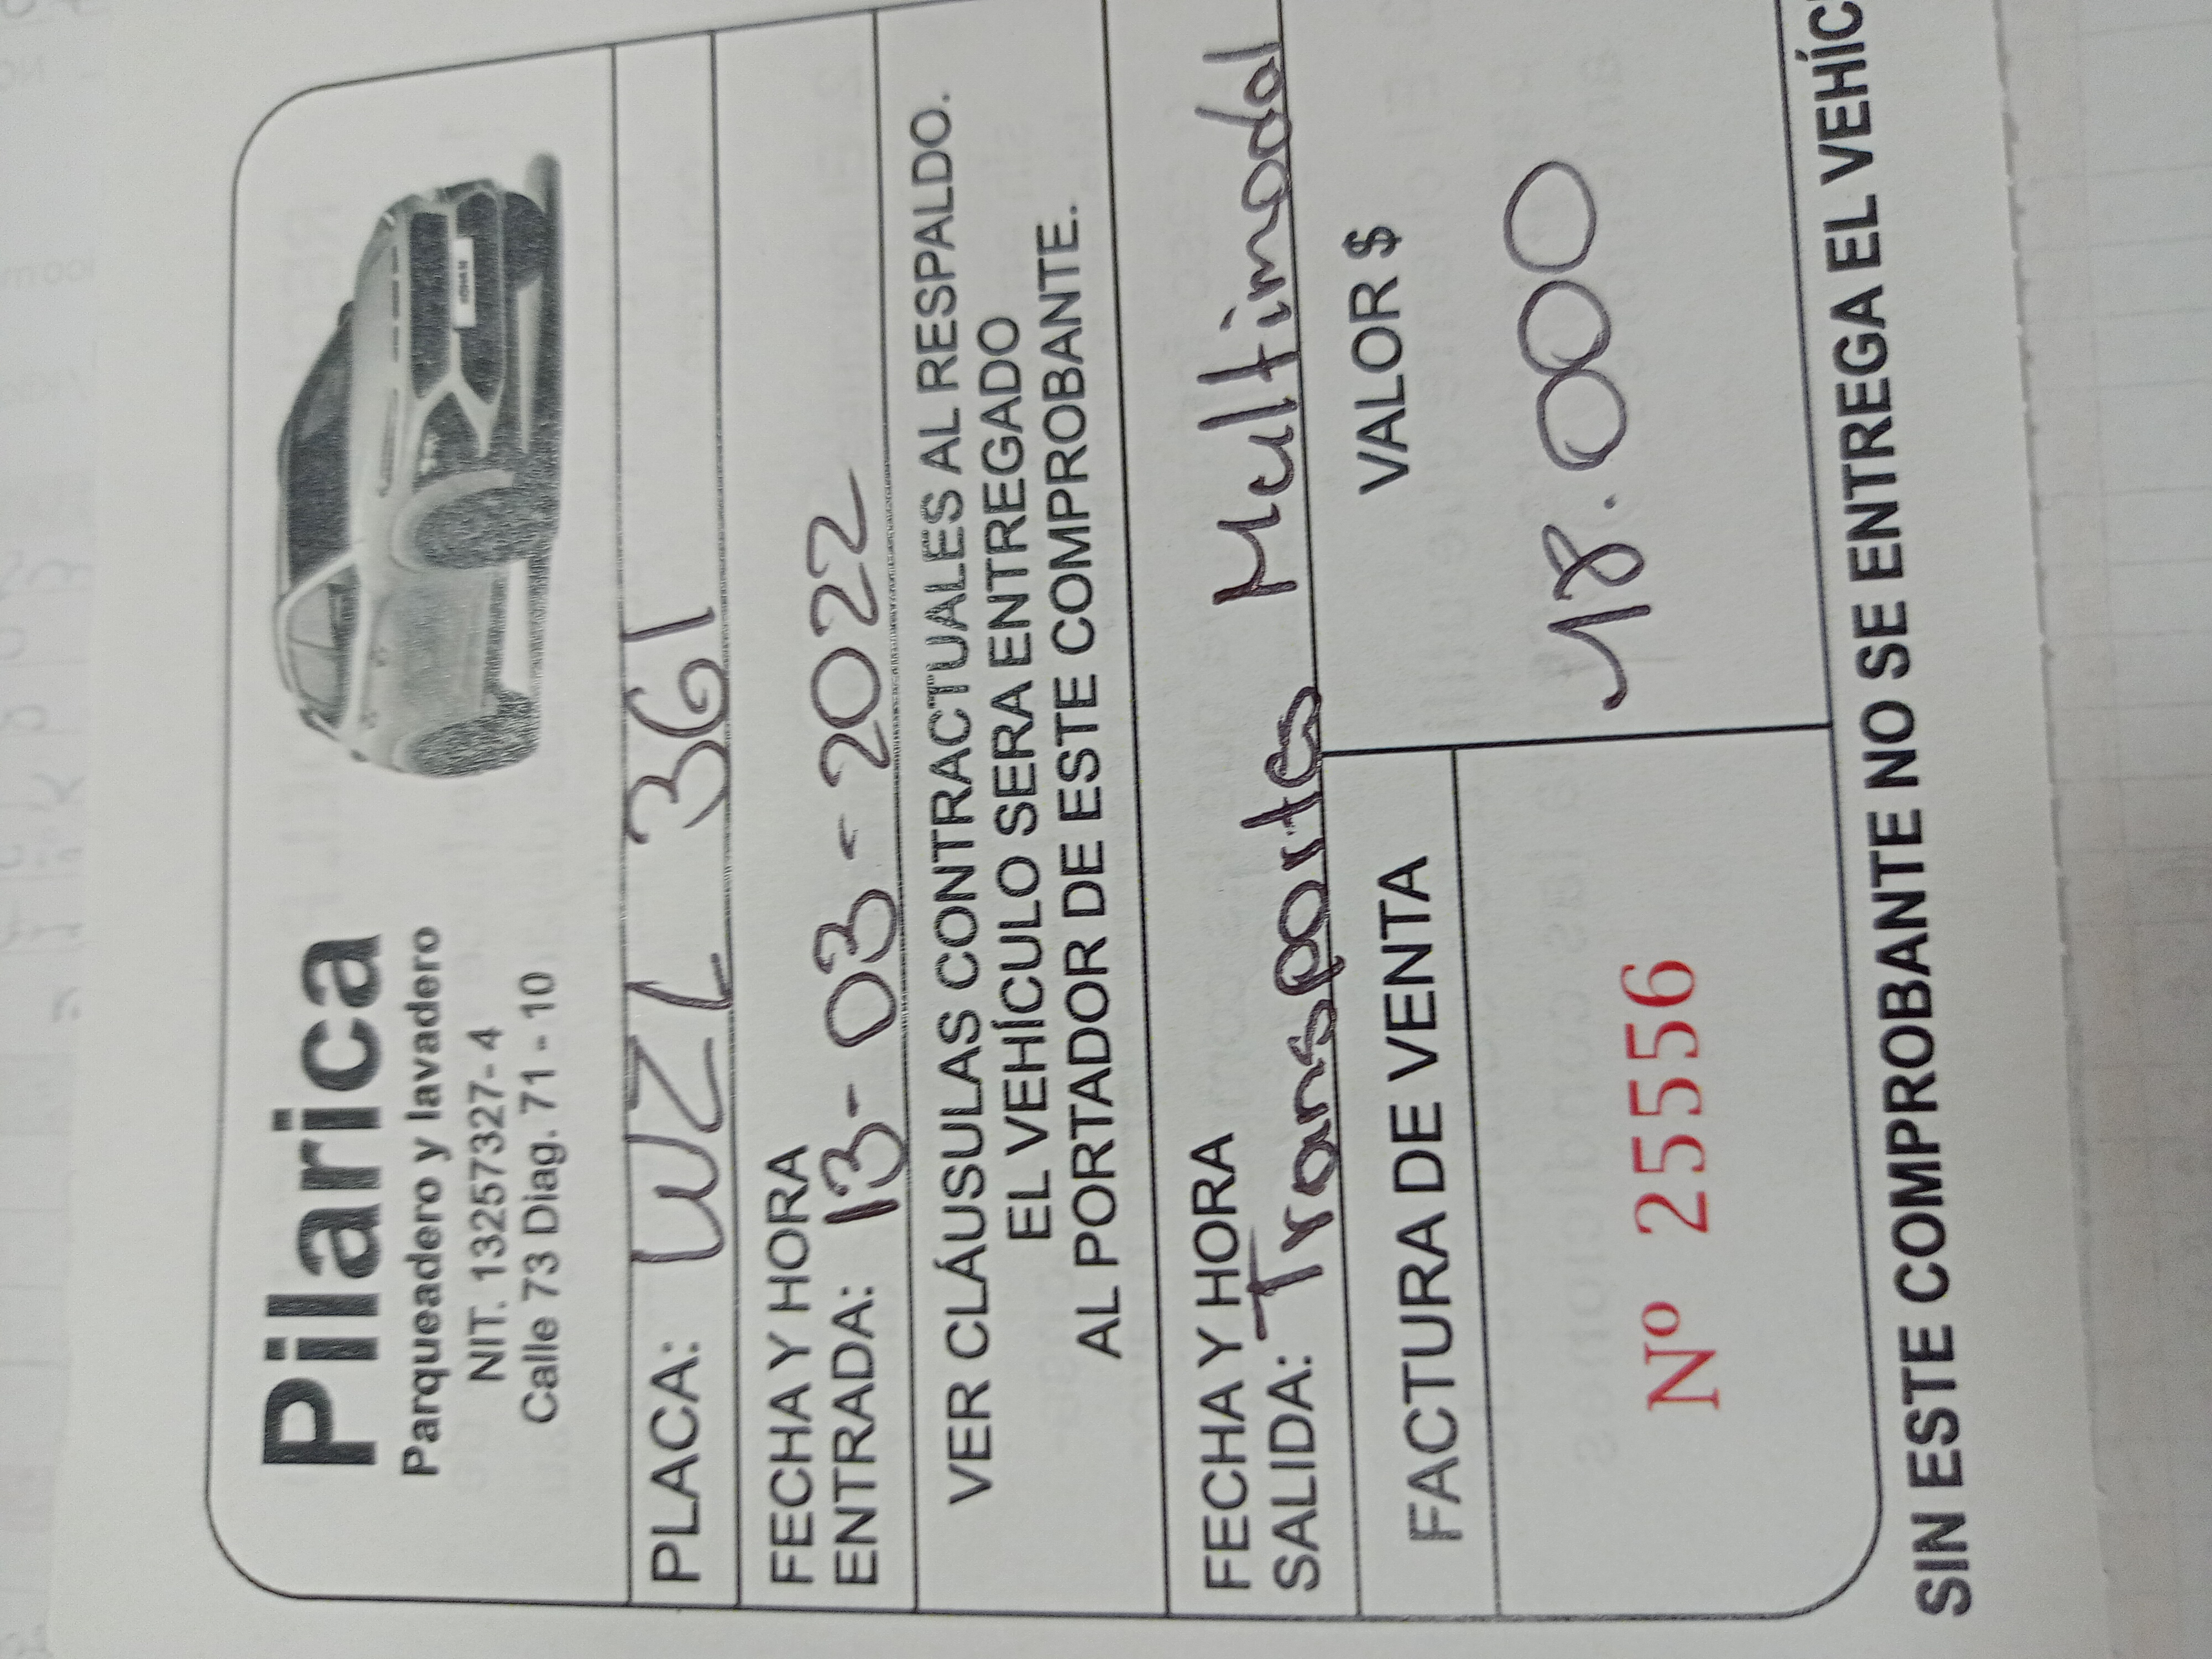 Pilarica
Parqueadero y lavadero
NIT. 13257327- 4
Calle 73 Diag. 71 - 10
PLACA: WZL 361
FECHA Y HORA
ENTRADA: 13-03-2022
VER CLÁUSULAS CONTRACTUALES AL RESPALDO.
EL VEHÍCULO SERA ENTREGADO
AL PORTADOR DE ESTE COMPROBANTE.
FECHA Y HORA
SALIDA: Transporte Multimodal
FACTURA DE VENTA
Nº 25556
VALOR $
18.000
SIN ESTE COMPROBANTE NO SE ENTREGA EL VEHÍC